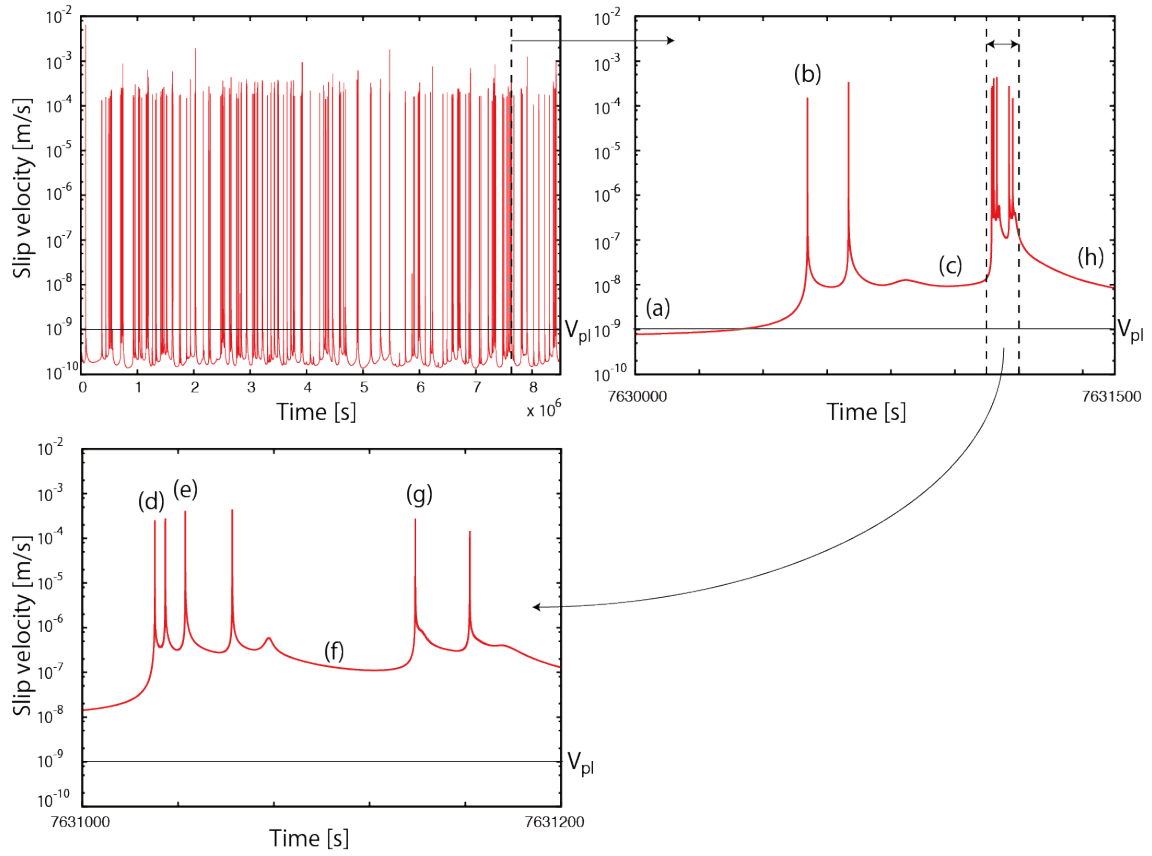 Slip velocity [m/s]
10-2
10-3
10-4
10-5
10-6
10-7
10-8
10-9
10-10
Vpl
0 1 2 3 4 5 6 7 8
Time [s]
x 10^6
10-2
10-3
10-4
10-5
10-6
10-7
10-8
10-9
10-10
(a)
(b)
(c)
(h)
Vpl
7630000
7631500
Time [s]
Slip velocity [m/s]
10-2
10-3
10-4
10-5
10-6
10-7
10-8
10-9
10-10
(d)
(e)
(f)
(g)
Vpl
7631000
7631200
Time [s]